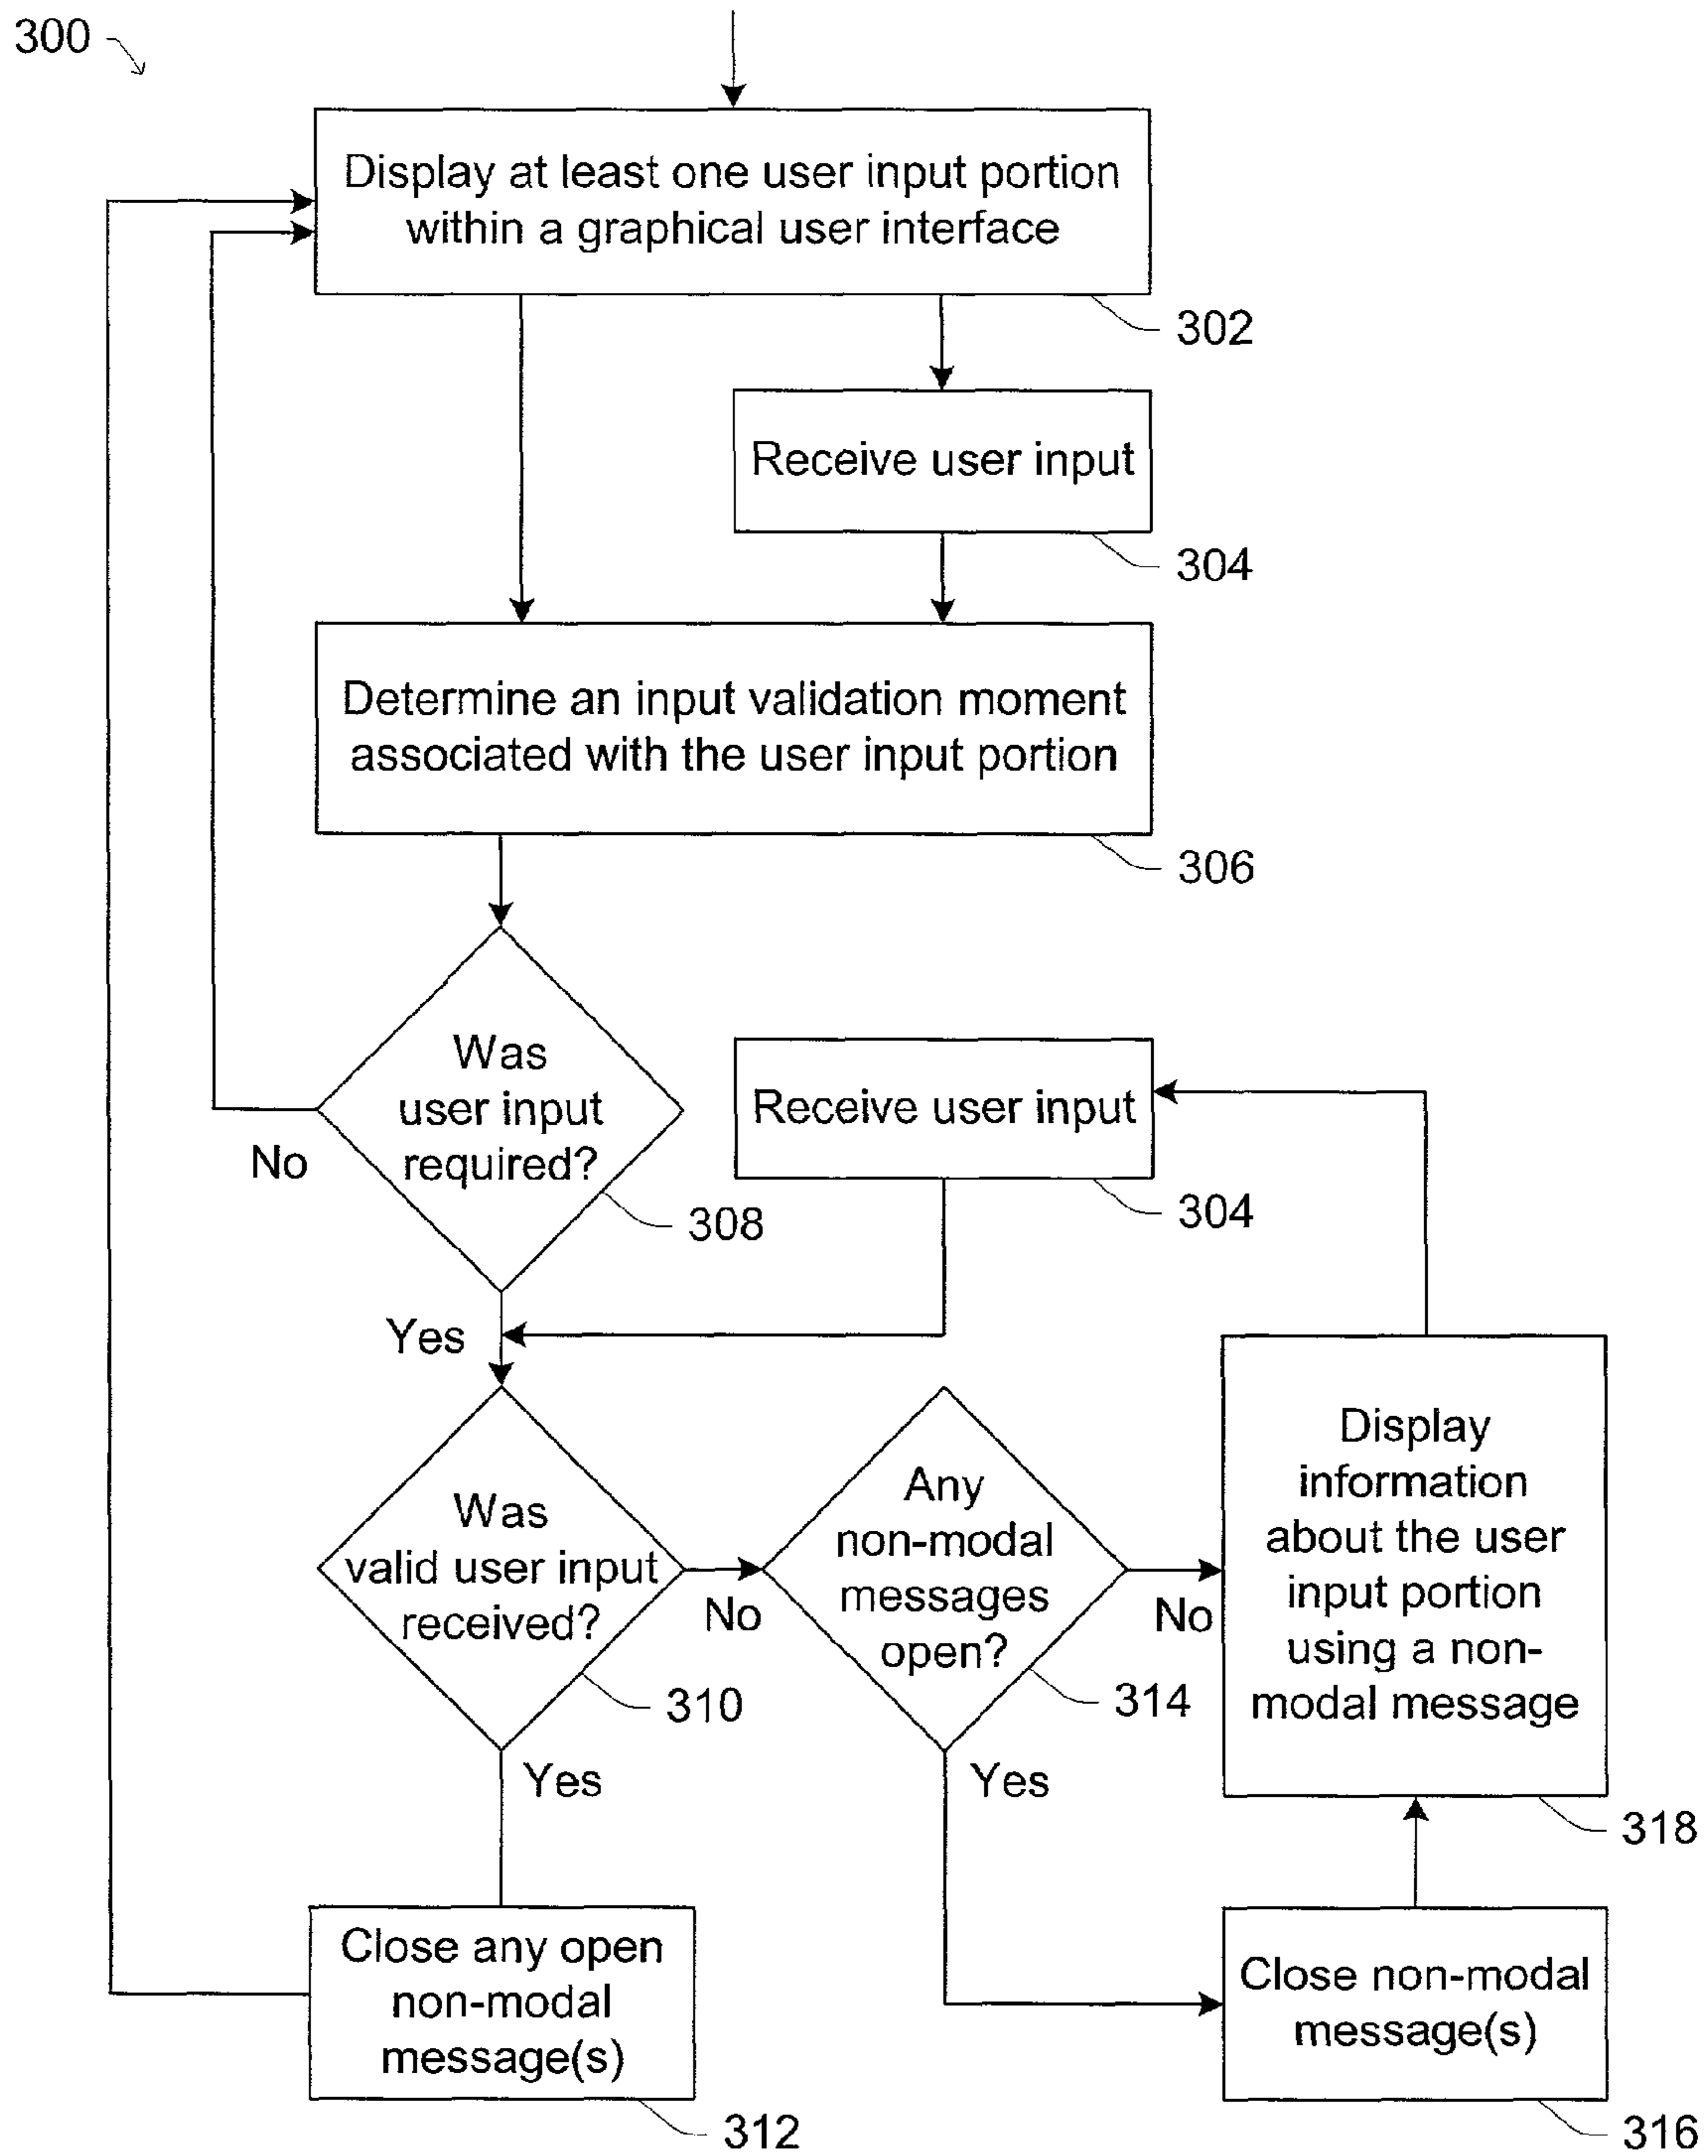 300
Display at least one user input portion
within a graphical user interface
302
Receive user input
304
Determine an input validation moment
associated with the user input portion
306
Was
user input
required?
No
308
Receive user input
304
Yes
Was
valid user input
received?
No
310
Yes
Any
non-modal
messages
open?
No
314
Yes
Display
information
about the user
input portion
using a non-
modal message
318
Close any open
non-modal
message(s)
312
Close non-modal
message(s)
316